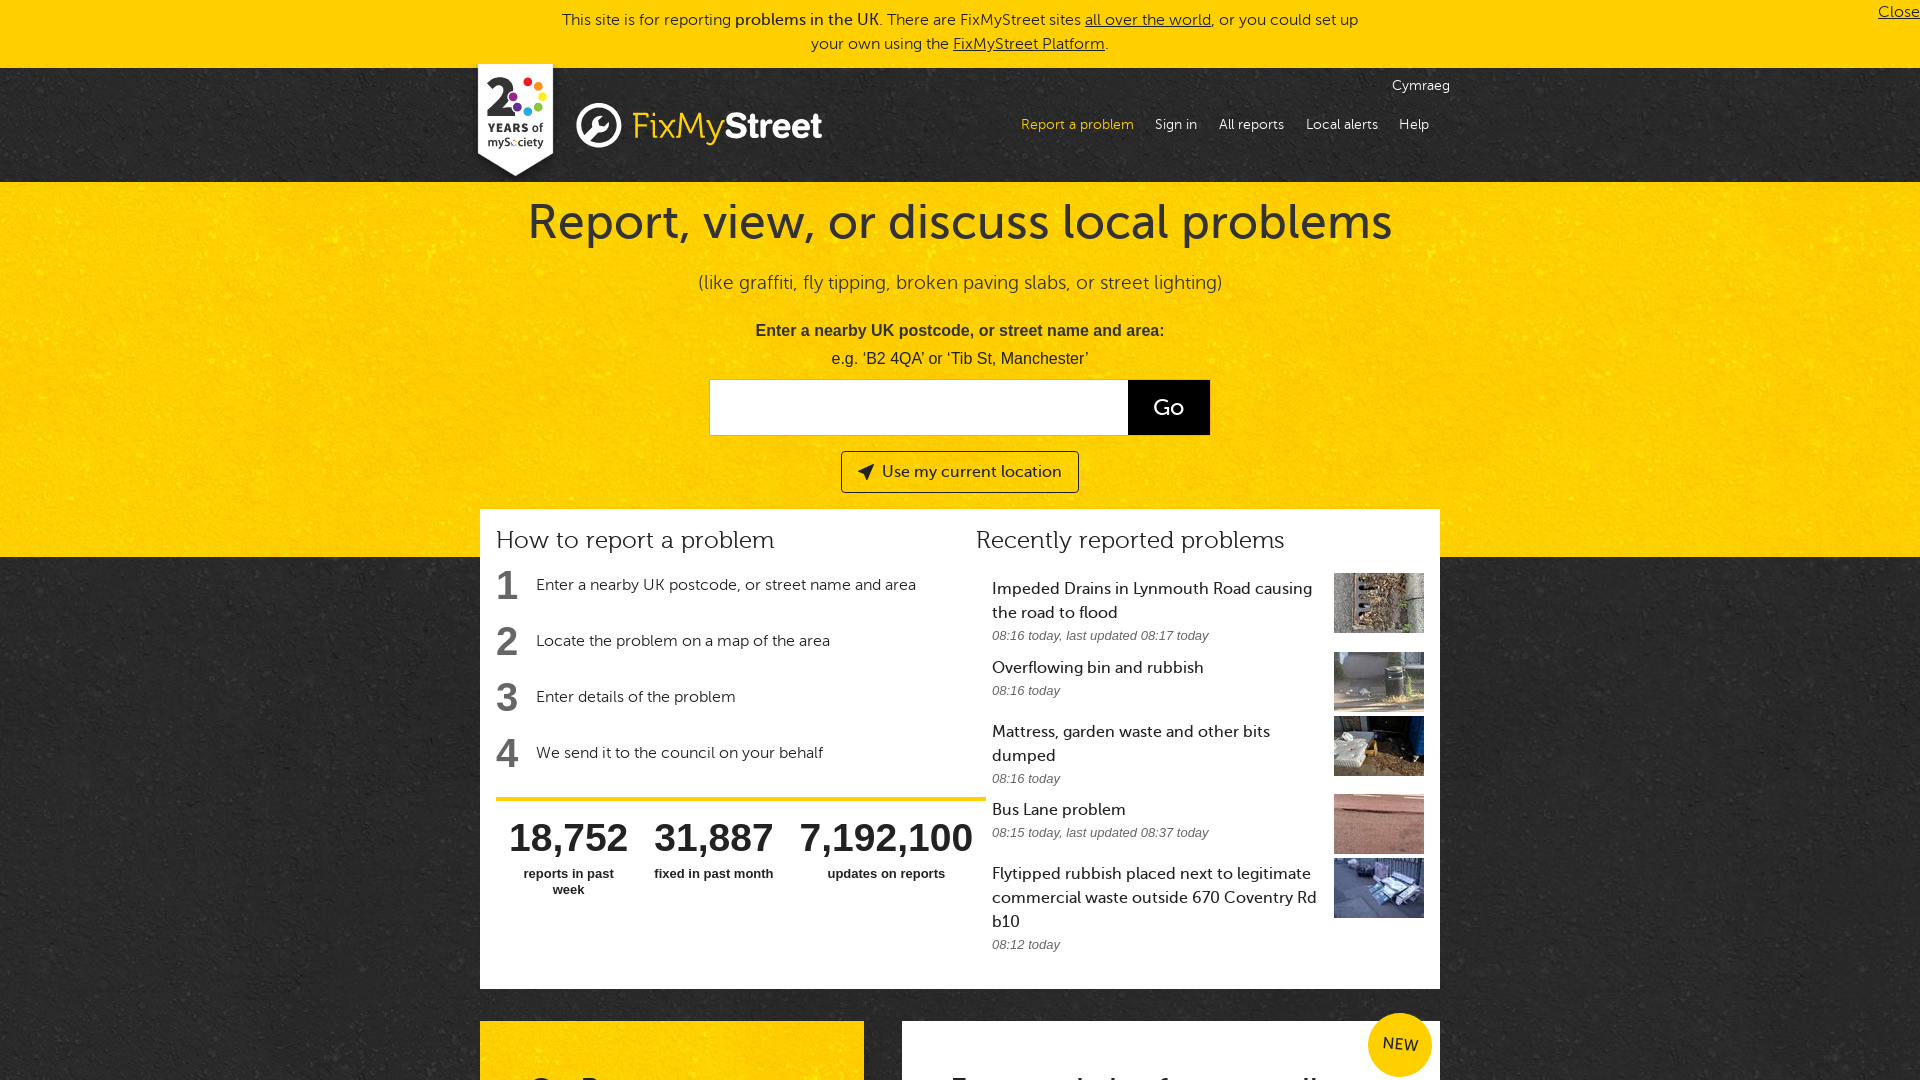 This site is for reporting problems in the UK. There are FixMyStreet sites all over the world, or you could set up
your own using the FixMyStreet Platform.
Close
20
YEARS of
mySociety
FixMyStreet
Cymraeg
Report a problem
Sign in
All reports
Local alerts
Help
Report, view, or discuss local problems
(like graffiti, fly tipping, broken paving slabs, or street lighting)
Enter a nearby UK postcode, or street name and area:
e.g. ‘B2 4QA’ or ‘Tib St, Manchester’
Go
Use my current location
How to report a problem
1 Enter a nearby UK postcode, or street name and area
2 Locate the problem on a map of the area
3 Enter details of the problem
4 We send it to the council on your behalf
18,752
reports in past
week
31,887
fixed in past month
7,192,100
updates on reports
Recently reported problems
Impeded Drains in Lynmouth Road causing
the road to flood
08:16 today, last updated 08:17 today
Overflowing bin and rubbish
08:16 today
Mattress, garden waste and other bits
dumped
08:16 today
Bus Lane problem
08:15 today, last updated 08:37 today
Flytipped rubbish placed next to legitimate
commercial waste outside 670 Coventry Rd
b10
08:12 today
NEW